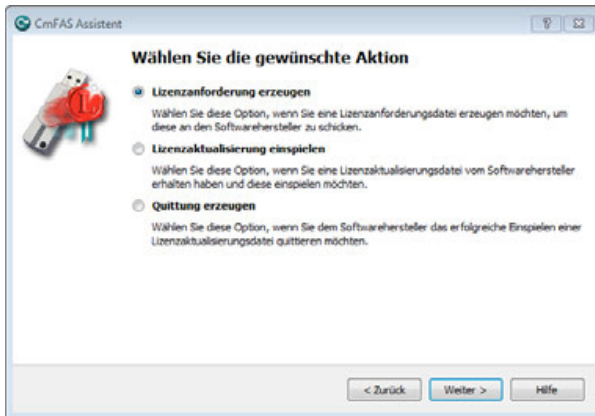 CmFAS Assistent
Wählen Sie die gewünschte Aktion
Lizenzanforderung erzeugen
Wählen Sie diese Option, wenn Sie eine Lizenzanforderungsdatei erzeugen möchten, um
diese an den Softwarehersteller zu schicken.
Lizenzaktualisierung einspielen
Wählen Sie diese Option, wenn Sie eine Lizenzaktualisierungsdatei vom Softwarehersteller
erhalten haben und diese einspielen möchten.
Quittung erzeugen
Wählen Sie diese Option, wenn Sie dem Softwarehersteller das erfolgreiche Einspielen einer
Lizenzaktualisierungsdatei quittieren möchten.
< Zurück Weiter > Hilfe